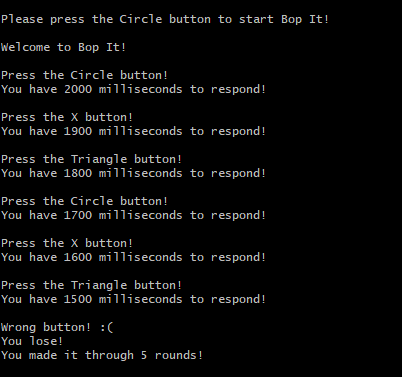 Please press the Circle button to start Bop It!
Welcome to Bop It!
Press the Circle button!
You have 2000 milliseconds to respond!
Press the X button!
You have 1900 milliseconds to respond!
Press the Triangle button!
You have 1800 milliseconds to respond!
Press the Circle button!
You have 1700 milliseconds to respond!
Press the X button!
You have 1600 milliseconds to respond!
Press the Triangle button!
You have 1500 milliseconds to respond!
Wrong button! :(
You lose!
You made it through 5 rounds!